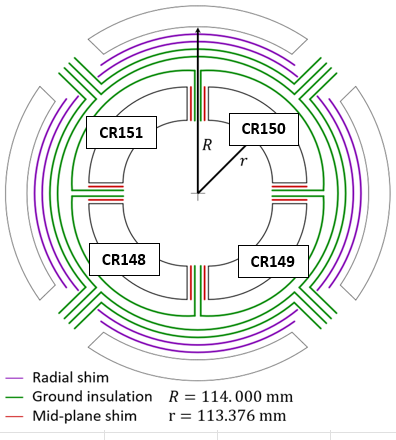 CR151
CR150
R
r
CR148
CR149
Radial shim
Ground insulation R = 114.000 mm
Mid-plane shim r = 113.376 mm